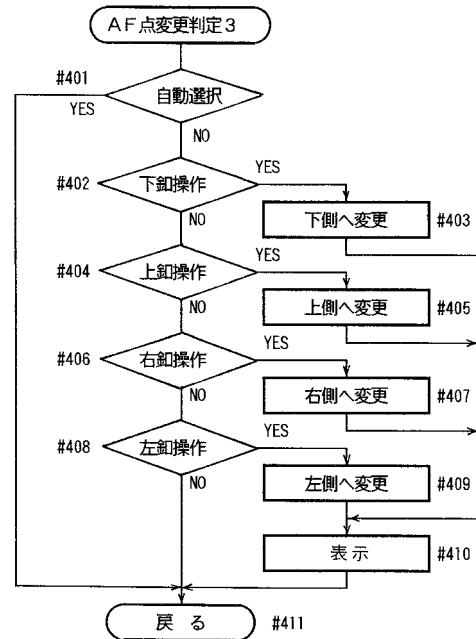 AF点変更判定3
#401
YES
自動選択
NO
#402
下釦操作
YES
NO
下側へ変更
#403
#404
上釦操作
YES
NO
上側へ変更
#405
#406
右釦操作
YES
NO
右側へ変更
#407
#408
左釦操作
YES
NO
左側へ変更
#409
表示
#410
戻る
#411